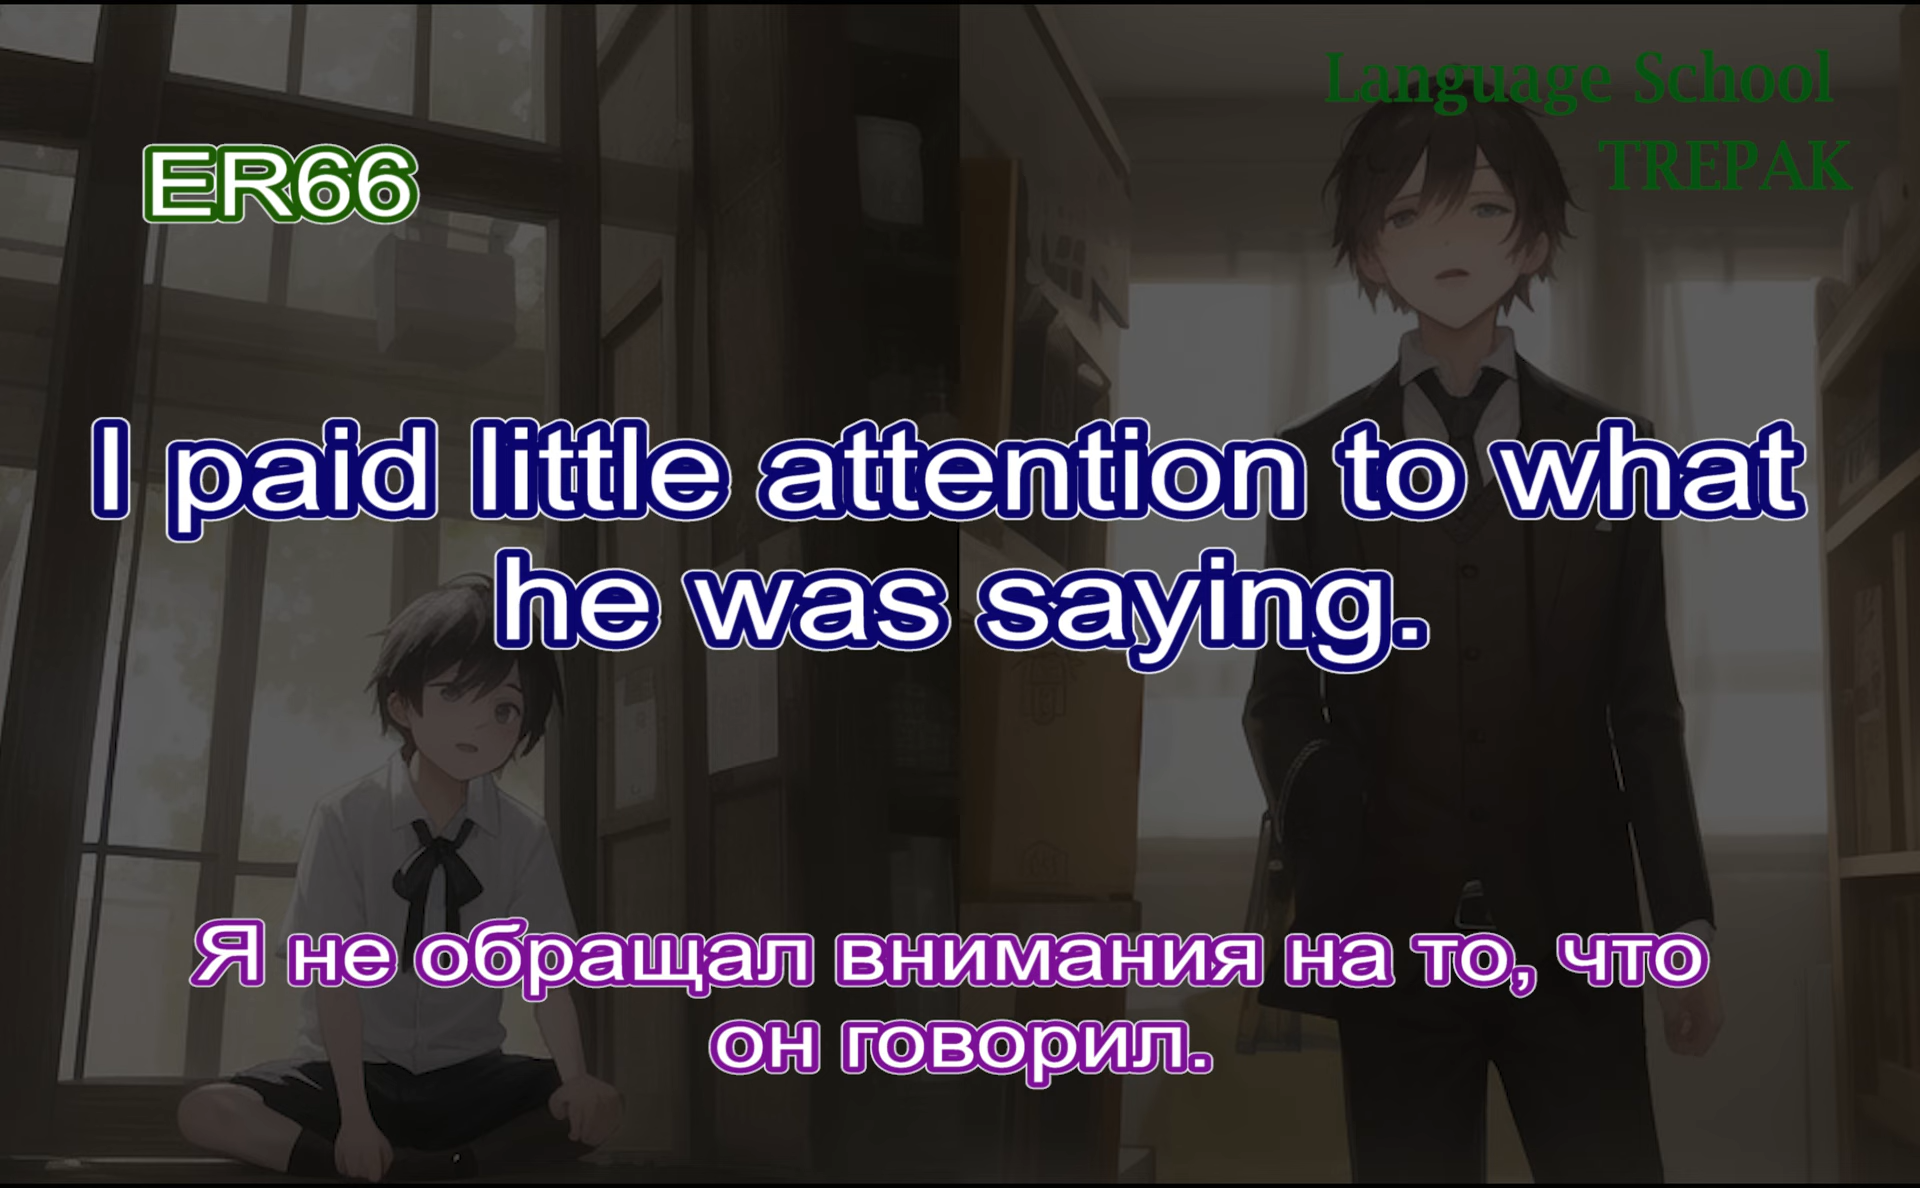 Language School
TREPAK
ER66
I paid little attention to what
he was saying.
Я не обращал внимания на то, что
он говорил.